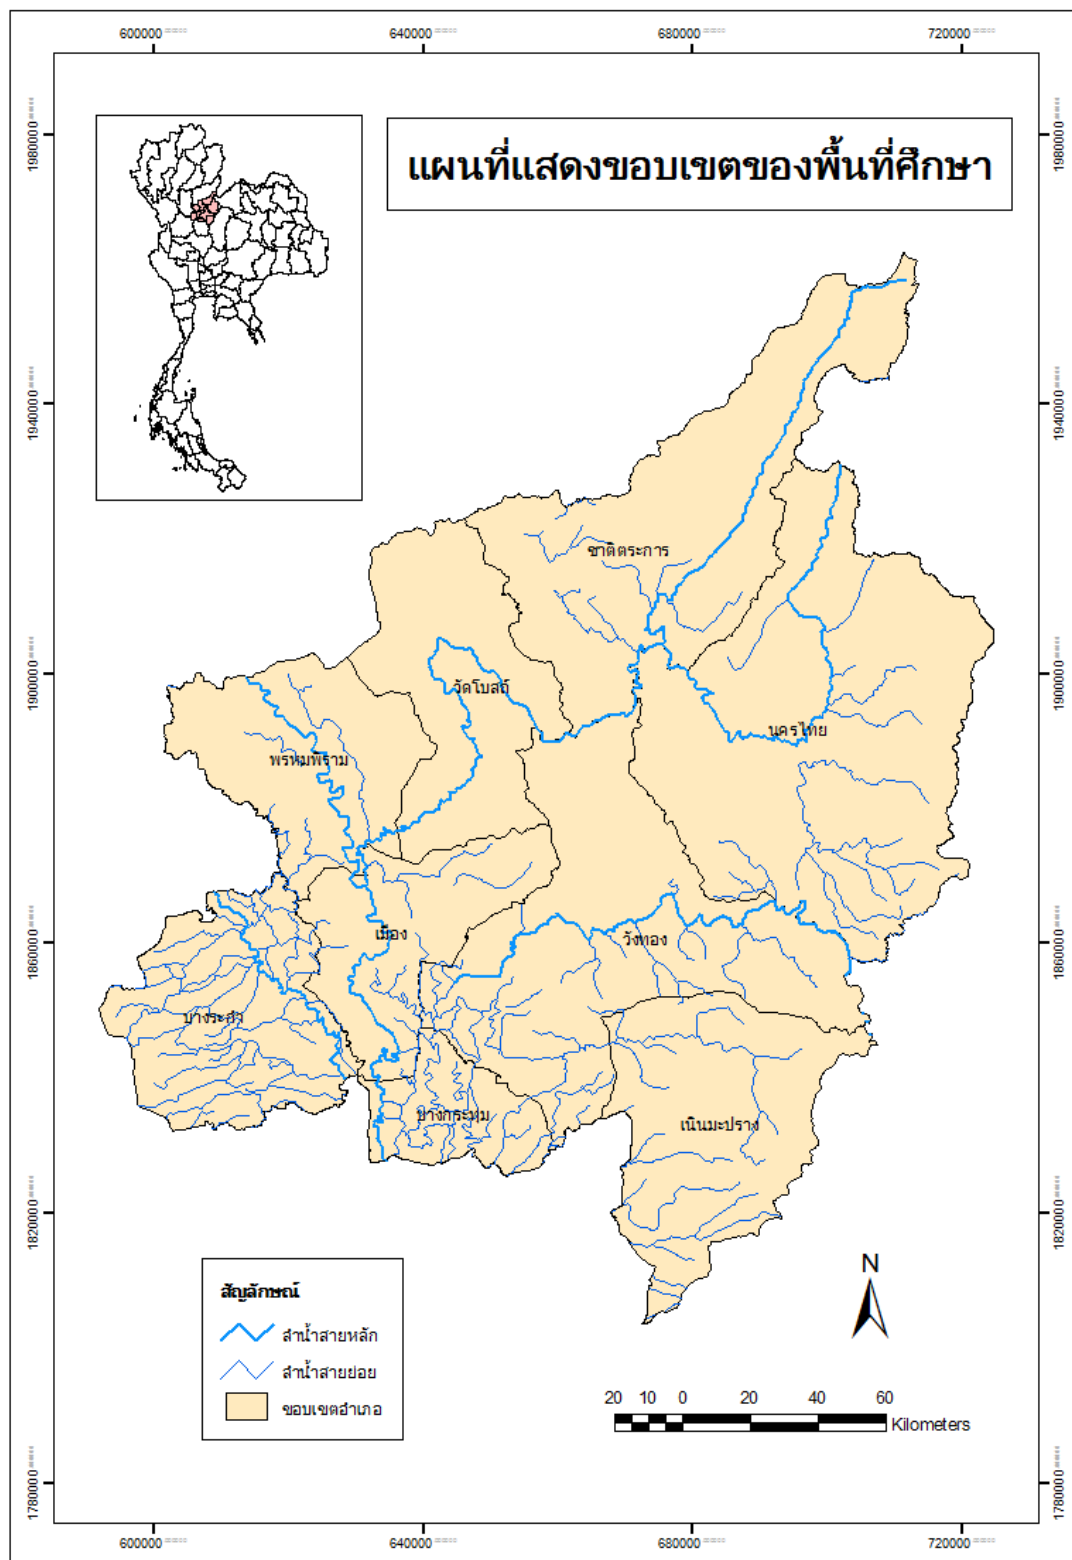 600000 640000 680000 720000
แผนที่แสดงขอบเขตของพื้นที่ศึกษา
1980000 1980000
1940000 1940000
ชาติตระการ
1900000 1900000
วัดโบสถ์
นครไทย
พรหมพิราม
เมือง
วังทอง
1860000 1860000
บางระกำ
บางกระทุ่ม
เนินมะปราง
1820000 1820000
N
สัญลักษณ์
ลำน้ำสายหลัก
ลำน้ำสายย่อย
ขอบเขตอำเภอ
20 10 0 20 40 60
Kilometers
1780000 1780000
600000 640000 680000 720000